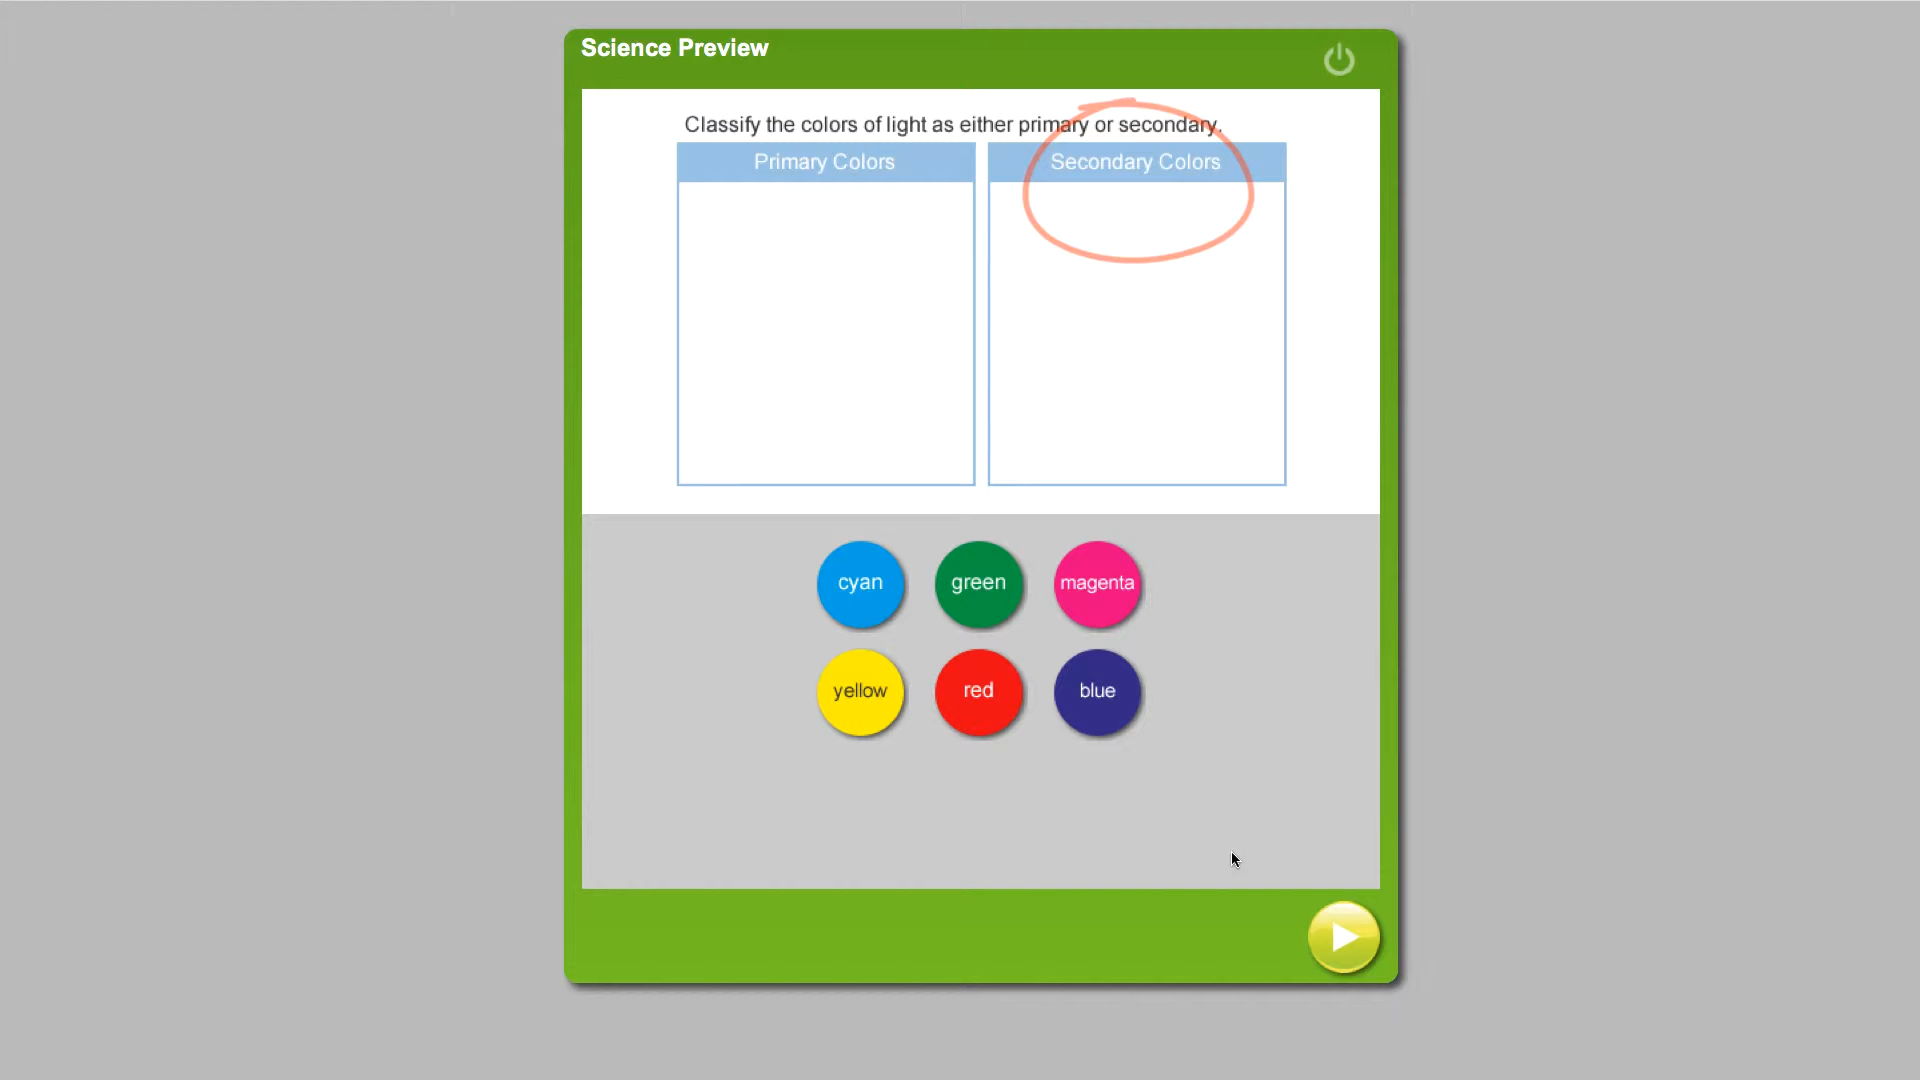 Science Preview
Classify the colors of light as either primary or secondary.
Primary Colors
Secondary Colors
cyan
green
magenta
yellow
red
blue